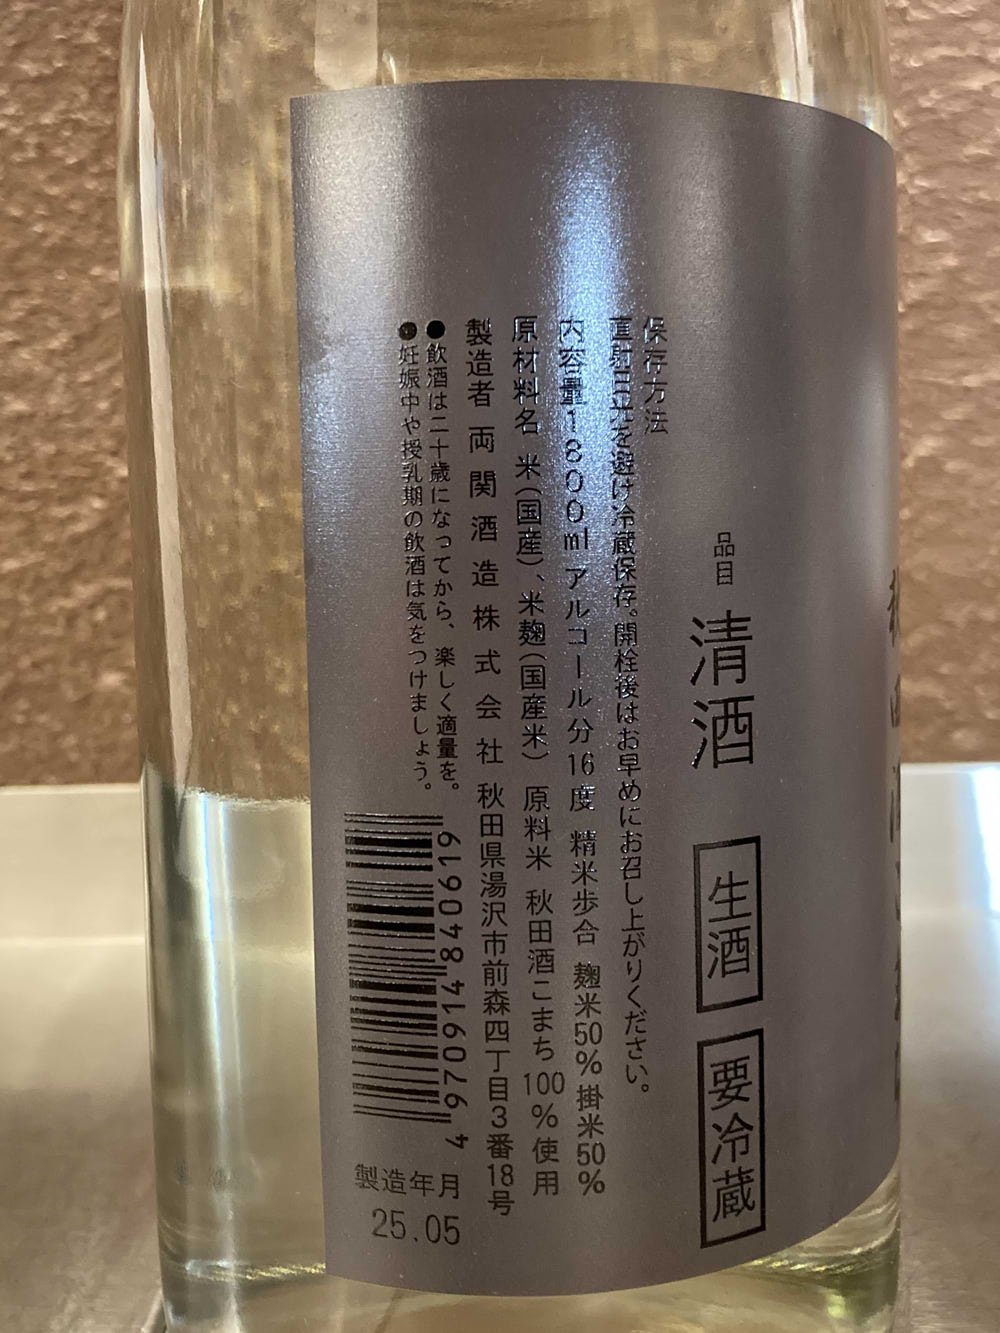 品目 清酒 生酒 要冷蔵
保存方法
直射日光を避け冷蔵保存。開栓後はお早めにお召し上がりください。
内容量1800ml アルコール分16度 精米歩合 麹米50% 掛米50%
原材料名 米(国産)、米麹(国産米) 原料米 秋田酒こまち100%使用
製造者 両関酒造株式会社 秋田県湯沢市前森四丁目3番18号
●飲酒は二十歳になってから、楽しく適量を。
●妊娠中や授乳期の飲酒は気をつけましょう。
4970914840619
製造年月
25.05